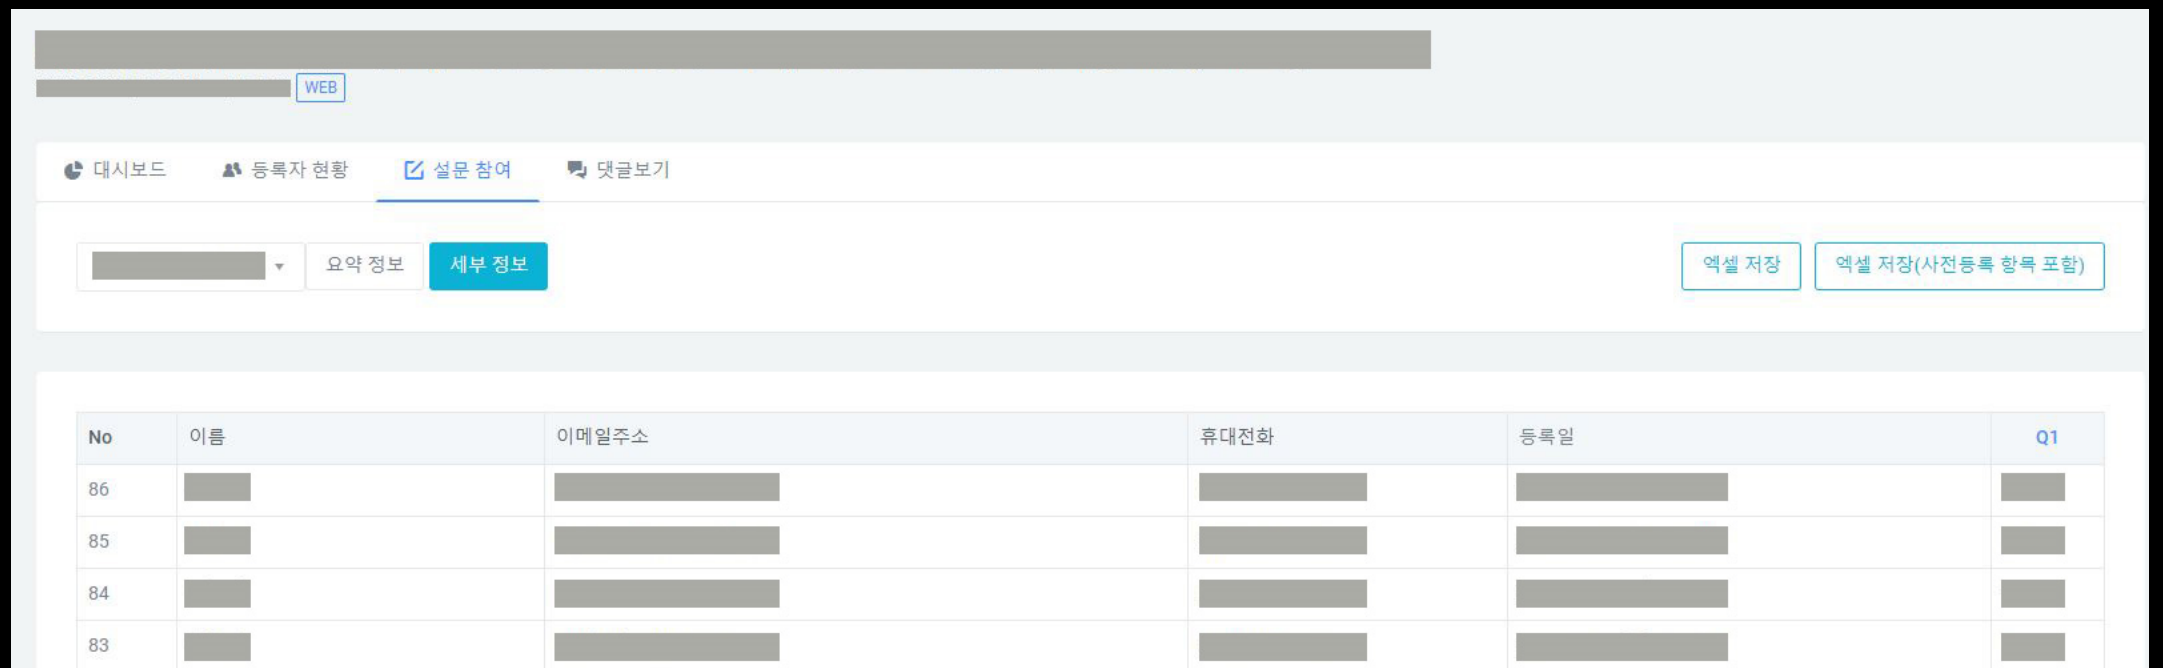 WEB
대시보드 등록자 현황 설문 참여 댓글보기
요약 정보 세부 정보 엑셀 저장 엑셀 저장(사전등록 항목 포함)
No 이름 이메일주소 휴대전화 등록일 Q1
86
85
84
83